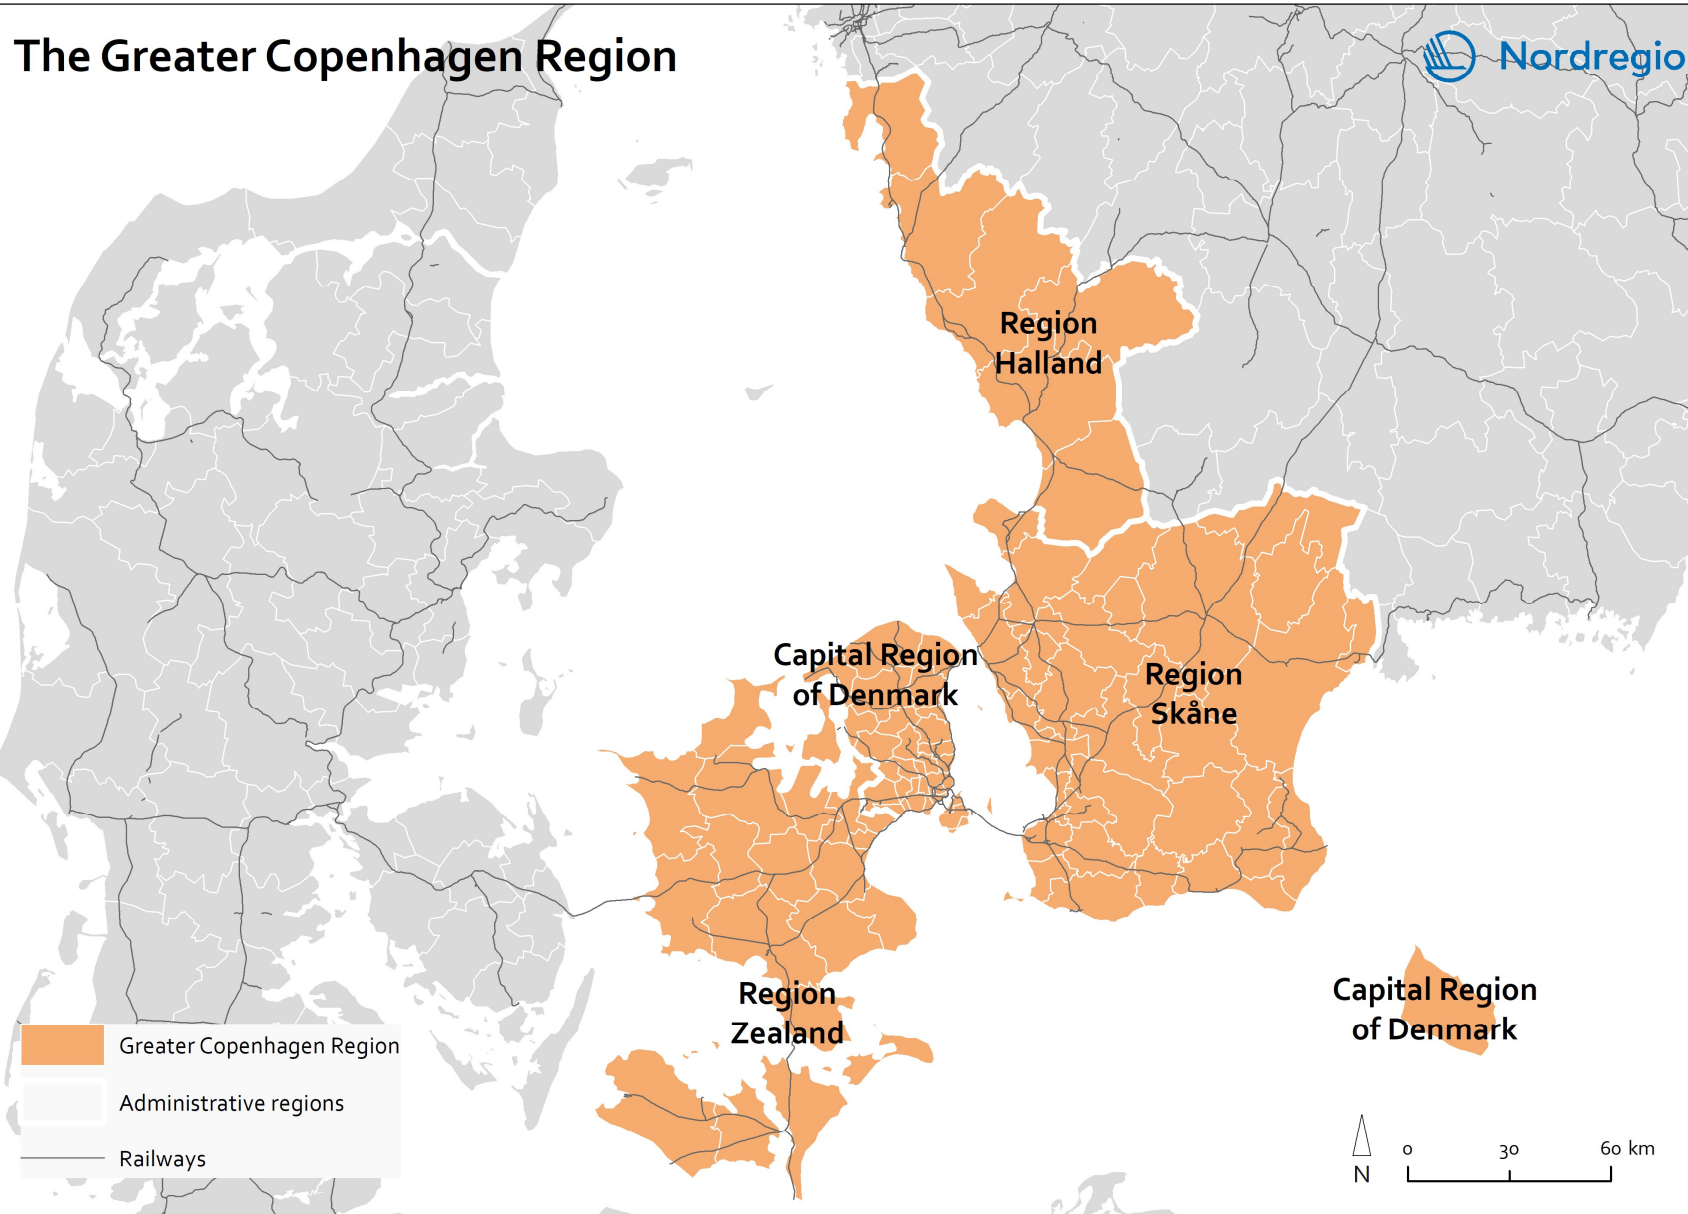 The Greater Copenhagen Region
Nordregio
Region
Halland
Capital Region
of Denmark
Region
Skåne
Region
Zealand
Capital Region
of Denmark
Greater Copenhagen Region
Administrative regions
Railways
N
0 30 60 km